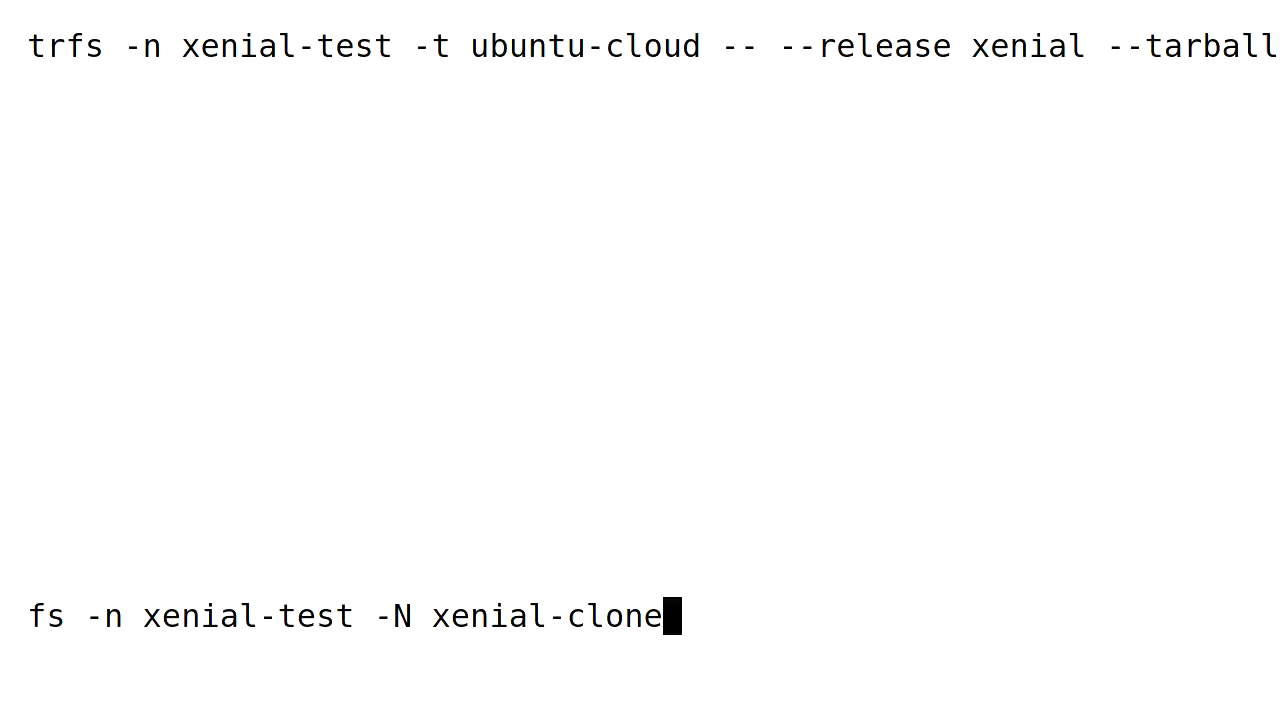 trfs -n xenial-test -t ubuntu-cloud -- --release xenial --tarball
fs -n xenial-test -N xenial-clone